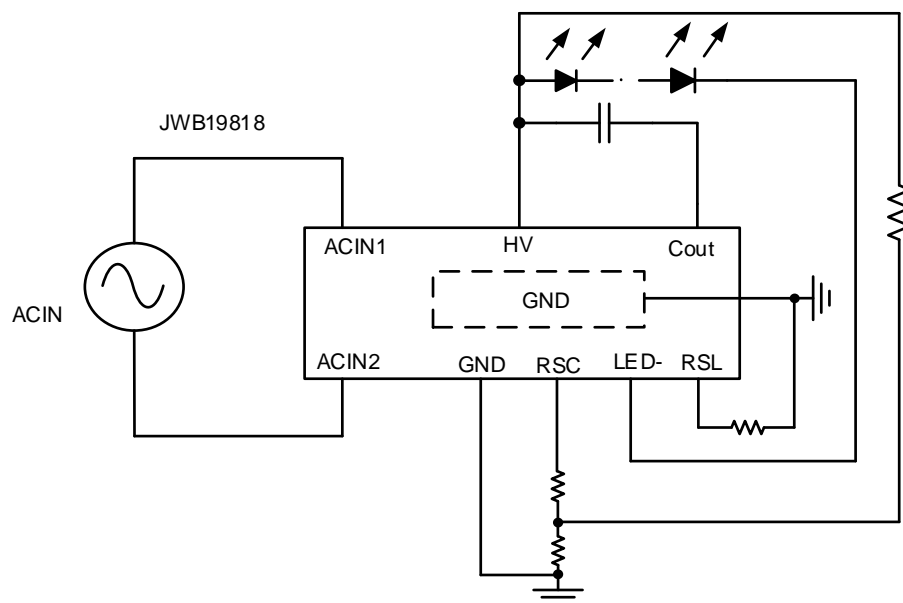 JWB19818
ACIN1
HV
Cout
GND
ACIN
ACIN2
GND
RSC
LED-
RSL